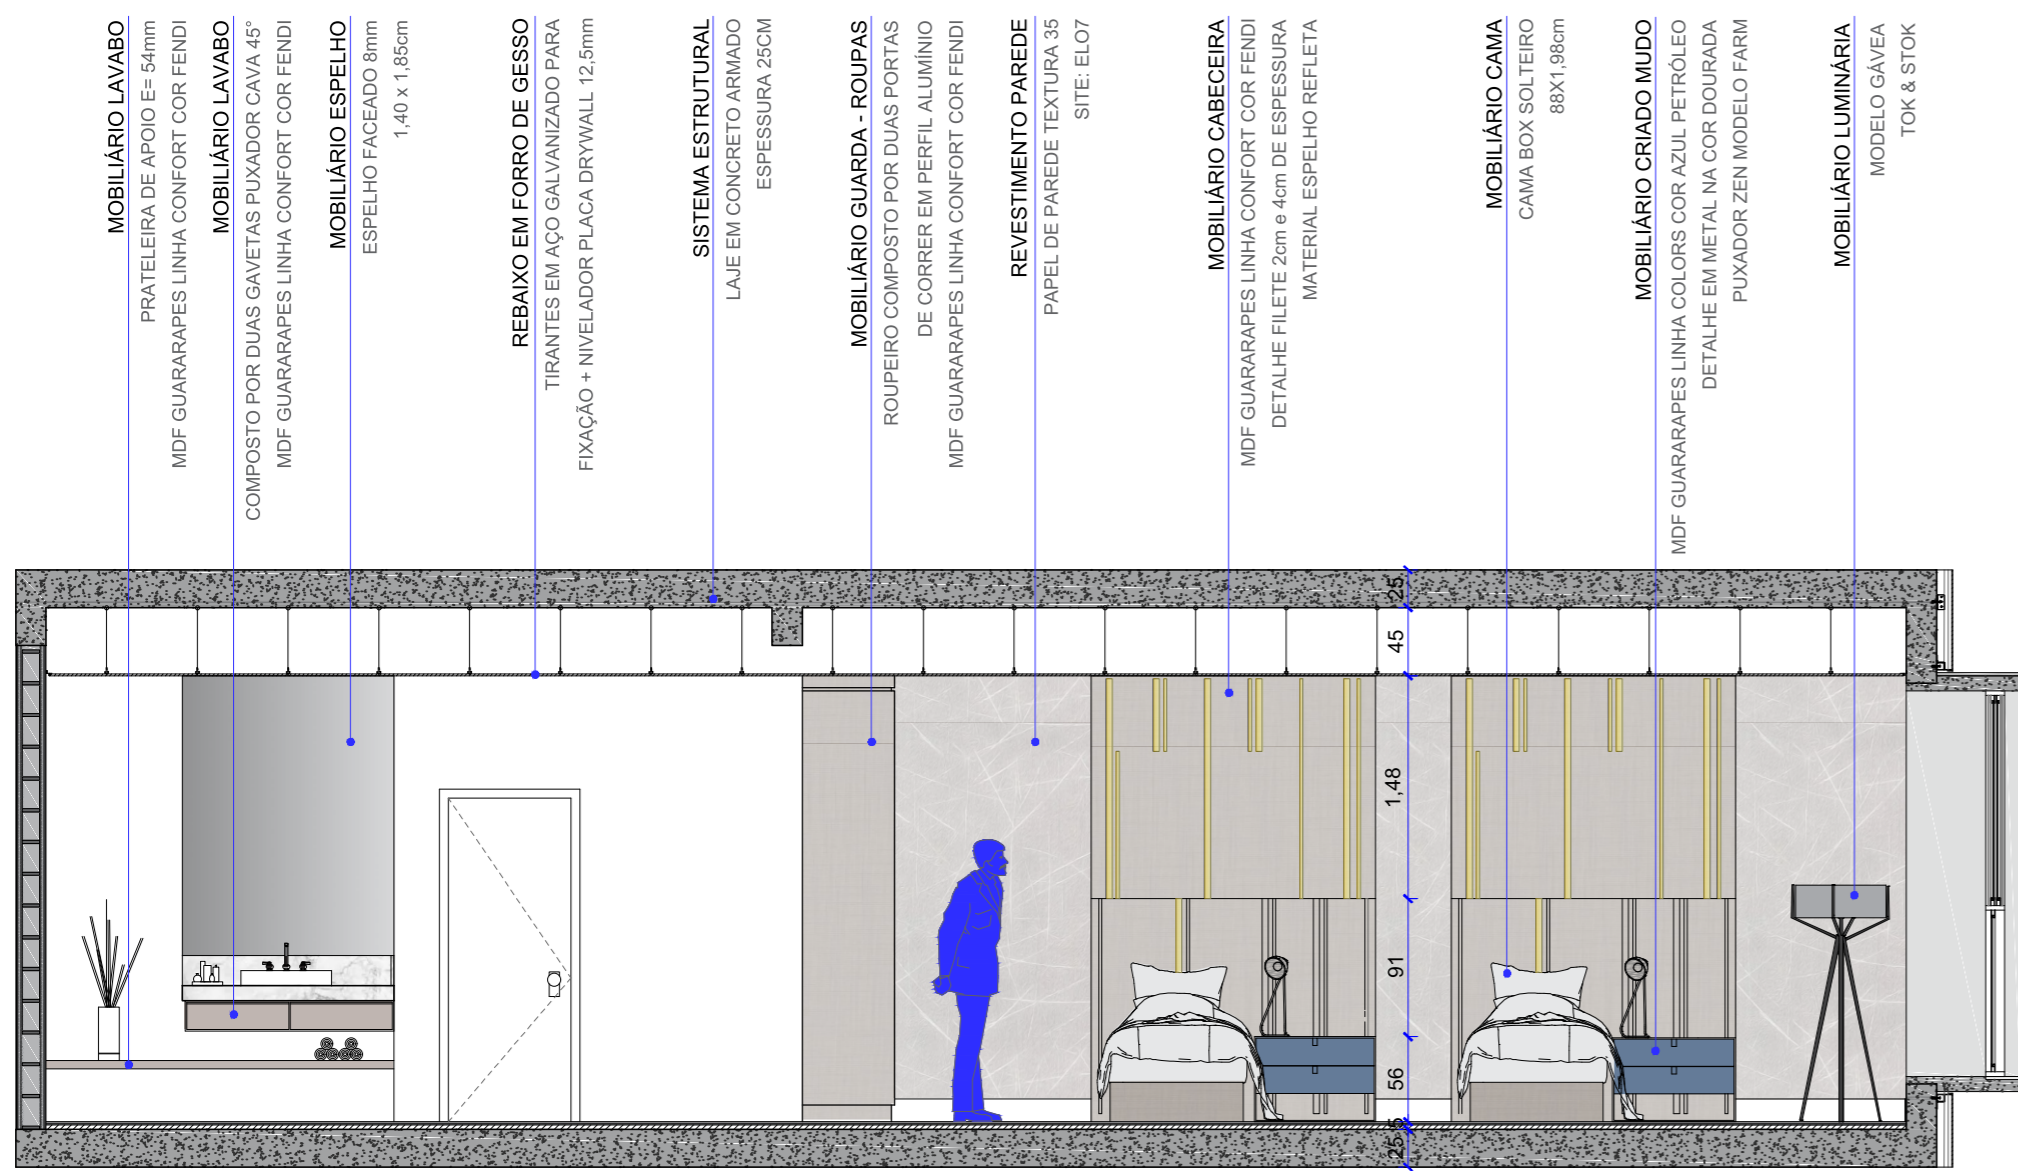 MOBILIÁRIO LAVABO
PRATELEIRA DE APOIO E= 54mm
MDF GUARARAPES LINHA CONFORT COR FENDI
MOBILIÁRIO LAVABO
COMPOSTO POR DUAS GAVETAS PUXADOR CAVA 45°
MDF GUARARAPES LINHA CONFORT COR FENDI
MOBILIÁRIO ESPELHO
ESPELHO FACEADO 8mm
1,40 x 1,85cm
REBAIXO EM FORRO DE GESSO
TIRANTES EM AÇO GALVANIZADO PARA
FIXAÇÃO + NIVELADOR PLACA DRYWALL 12,5mm
SISTEMA ESTRUTURAL
LAJE EM CONCRETO ARMADO
ESPESSURA 25CM
MOBILIÁRIO GUARDA - ROUPAS
ROUPEIRO COMPOSTO POR DUAS PORTAS
DE CORRER EM PERFIL ALUMÍNIO
MDF GUARARAPES LINHA CONFORT COR FENDI
REVESTIMENTO PAREDE
PAPEL DE PAREDE TEXTURA 35
SITE: ELO7
MOBILIÁRIO CABECEIRA
MDF GUARARAPES LINHA CONFORT COR FENDI
DETALHE FILETE 2cm e 4cm DE ESPESSURA
MATERIAL ESPELHO REFLETA
MOBILIÁRIO CAMA
CAMA BOX SOLTEIRO
88X1,98cm
MOBILIÁRIO CRIADO MUDO
MDF GUARARAPES LINHA COLORS COR AZUL PETRÓLEO
DETALHE EM METAL NA COR DOURADA
PUXADOR ZEN MODELO FARM
MOBILIÁRIO LUMINÁRIA
MODELO GÁVEA
TOK & STOK
25
45
1,48
91
56
5
25